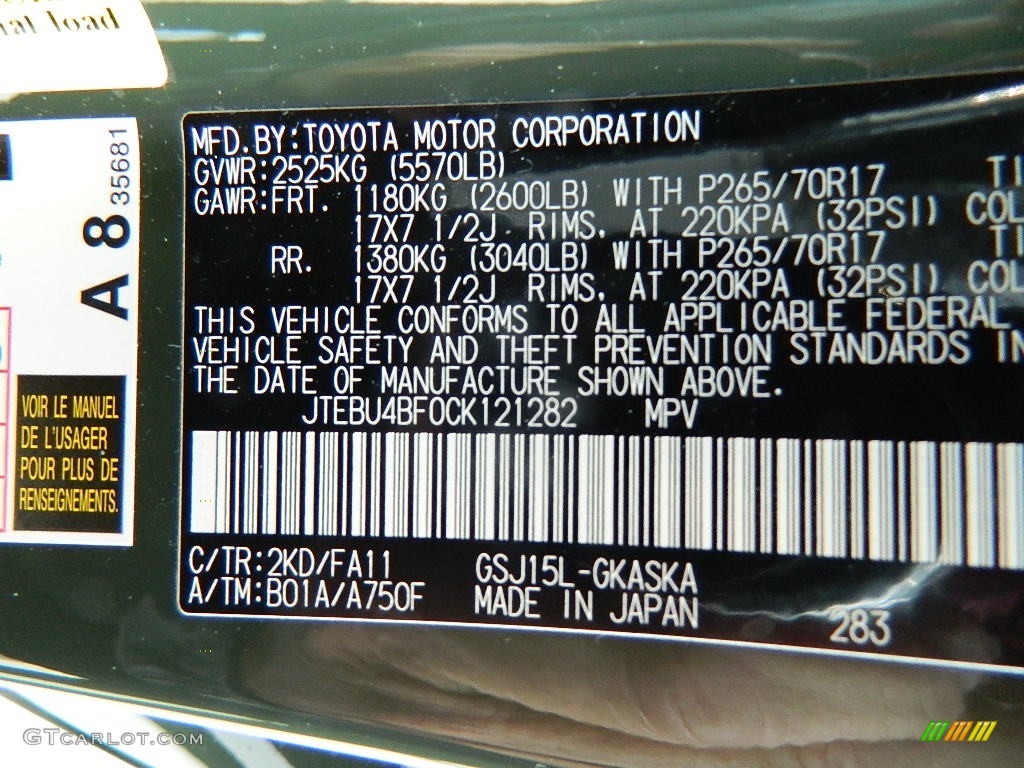 al load
A 8 35681
VOIR LE MANUEL
DE L'USAGER
POUR PLUS DE
RENSEIGNEMENTS.
MFD.BY:TOYOTA MOTOR CORPORATION
GVWR:2525KG (5570LB)
GAWR:FRT. 1180KG (2600LB) WITH P265/70R17 TI
17X7 1/2J RIMS, AT 220KPA (32PSI) COL
RR. 1380KG (3040LB) WITH P265/70R17 TI
17X7 1/2J RIMS, AT 220KPA (32PSI) COL
THIS VEHICLE CONFORMS TO ALL APPLICABLE FEDERAL
VEHICLE SAFETY AND THEFT PREVENTION STANDARDS IN
THE DATE OF MANUFACTURE SHOWN ABOVE.
JTEBU4BF0CK121282 MPV
C/TR:2KD/FA11 GSJ15L-GKASKA
A/TM:B01A/A750F MADE IN JAPAN
283
GTCARLOT.COM